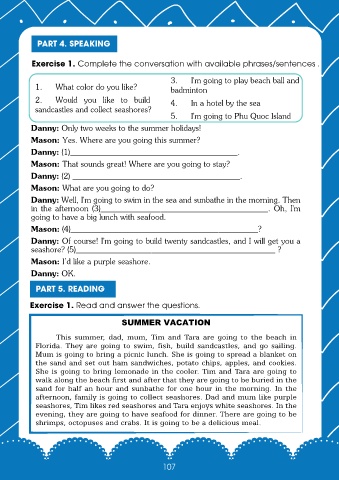 PART 4. SPEAKING
Exercise 1. Complete the conversation with available phrases/sentences .
1. What color do you like?
2. Would you like to build
sandcastles and collect seashores?
3. I'm going to play beach ball and
badminton
4. In a hotel by the sea
5. I'm going to Phu Quoc Island
Danny: Only two weeks to the summer holidays!
Mason: Yes. Where are you going this summer?
Danny: (1)____________________________________.
Mason: That sounds great! Where are you going to stay?
Danny: (2) ____________________________________.
Mason: What are you going to do?
Danny: Well, I'm going to swim in the sea and sunbathe in the morning. Then
in the afternoon (3)____________________________________. Oh, I'm
going to have a big lunch with seafood.
Mason: (4)________________________________________?
Danny: Of course! I'm going to build twenty sandcastles, and I will get you a
seashore? (5)___________________________________________ ?
Mason: I'd like a purple seashore.
Danny: OK.
PART 5. READING
Exercise 1. Read and answer the questions.
SUMMER VACATION
This summer, dad, mum, Tim and Tara are going to the beach in
Florida. They are going to swim, fish, build sandcastles, and go sailing.
Mum is going to bring a picnic lunch. She is going to spread a blanket on
the sand and set out ham sandwiches, potato chips, apples, and cookies.
She is going to bring lemonade in the cooler. Tim and Tara are going to
walk along the beach first and after that they are going to be buried in the
sand for half an hour and sunbathe for one hour in the morning. In the
afternoon, family is going to collect seashores. Dad and mum like purple
seashores, Tim likes red seashores and Tara enjoys white seashores. In the
evening, they are going to have seafood for dinner. There are going to be
shrimps, octopuses and crabs. It is going to be a delicious meal.
107